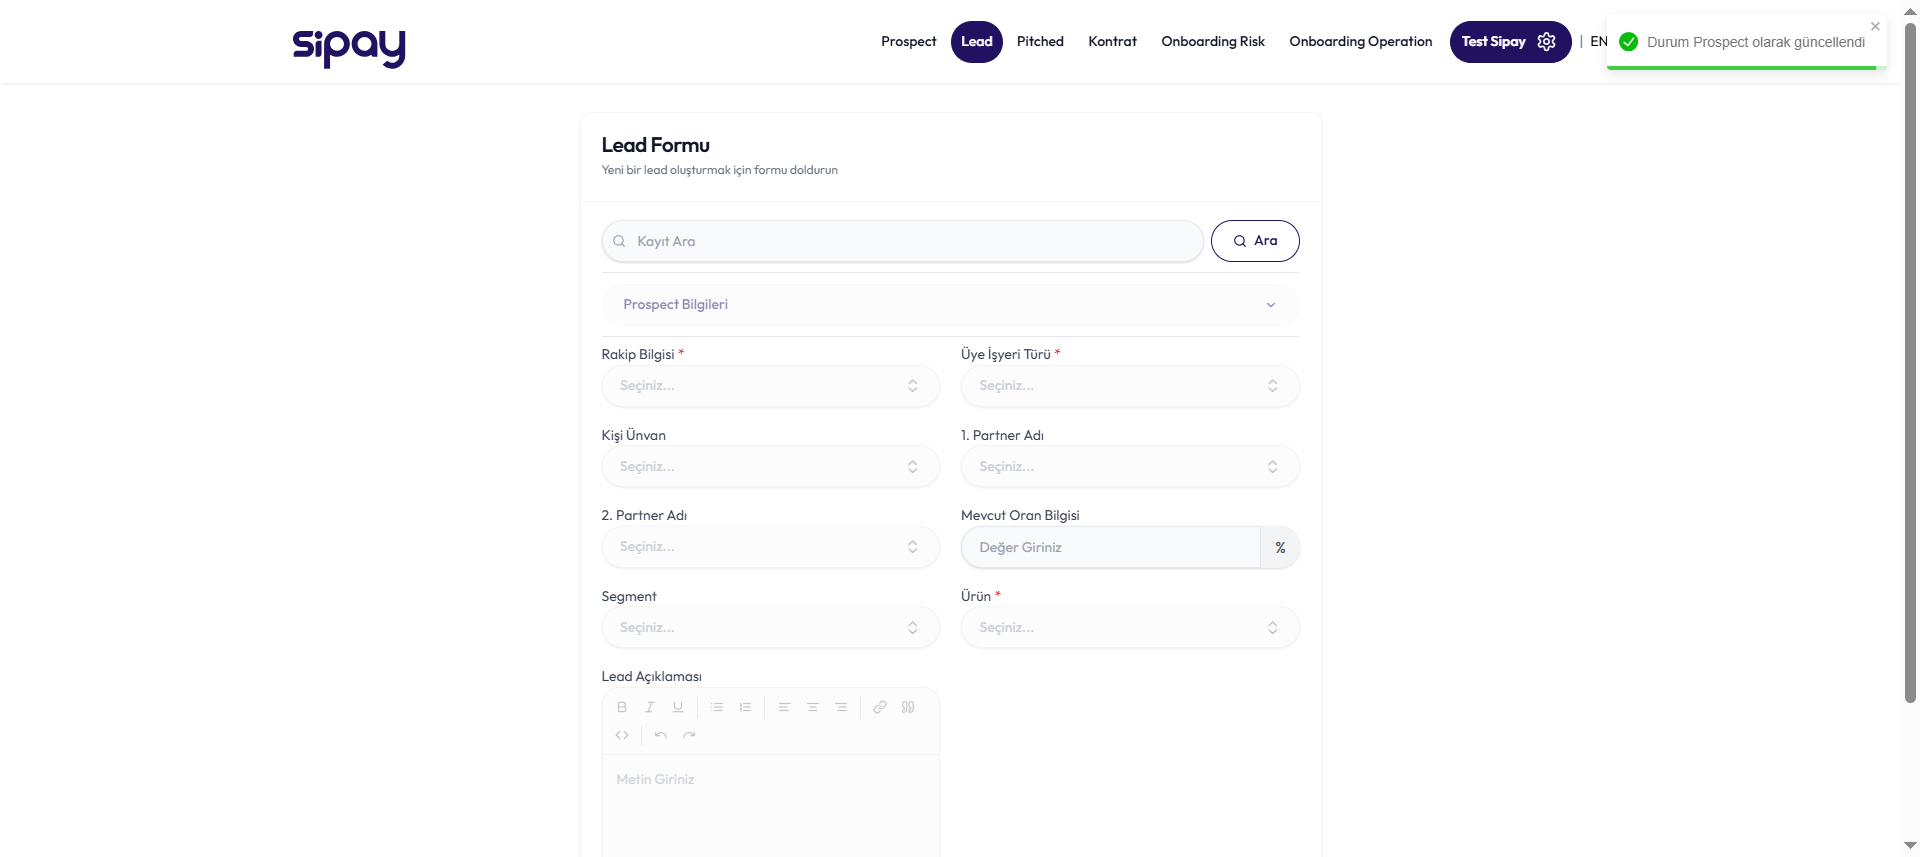 sipay
Prospect Lead Pitched Kontrat Onboarding Risk Onboarding Operation Test Sipay | EN
Durum Prospect olarak güncellendi
Lead Formu
Yeni bir lead oluşturmak için formu doldurun
Kayıt Ara
Ara
Prospect Bilgileri
Rakip Bilgisi * Üye İşyeri Türü *
Seçiniz... Seçiniz...
Kişi Ünvan 1. Partner Adı
Seçiniz... Seçiniz...
2. Partner Adı Mevcut Oran Bilgisi
Seçiniz... Değer Giriniz %
Segment Ürün *
Seçiniz... Seçiniz...
Lead Açıklaması
Metin Giriniz